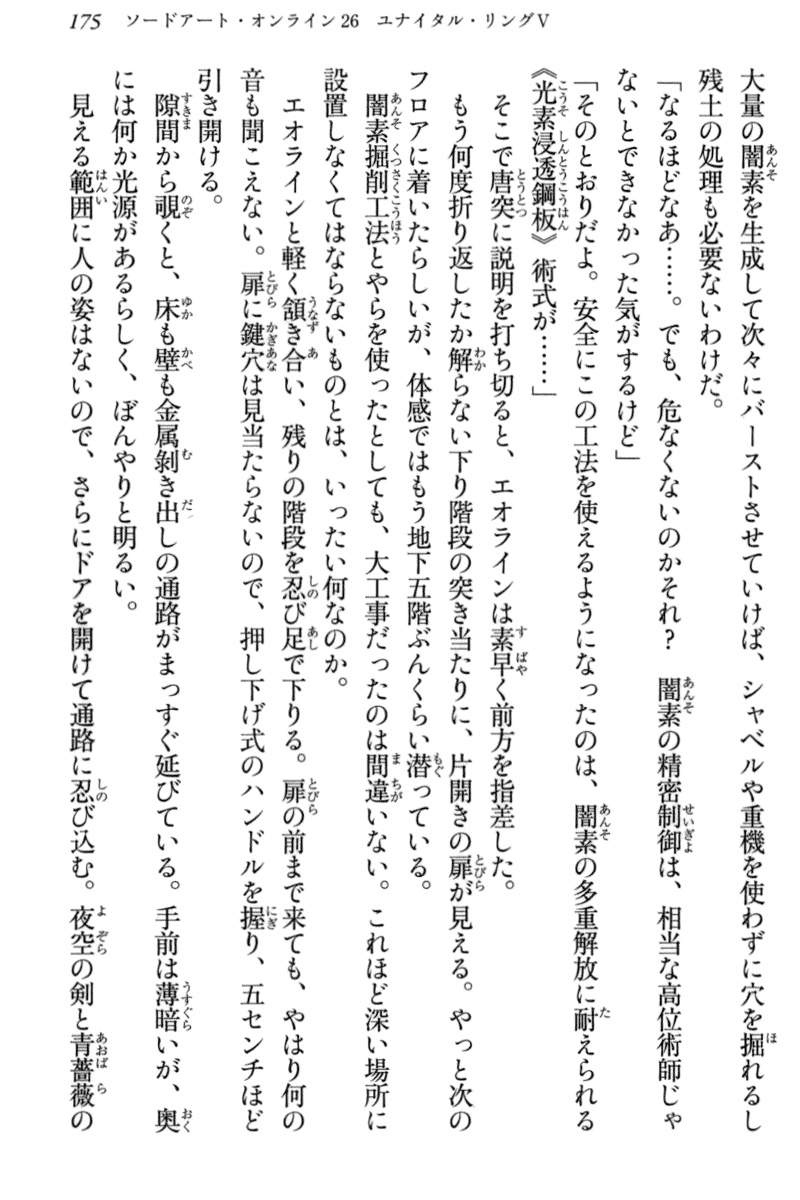 175　ソードアート・オンライン26　ユナイタル・リングⅤ
大量の闇素を生成して次々にバーストさせていけば、シャベルや重機を使わずに穴を掘れるし
残土の処理も必要ないわけだ。
「なるほどなあ……。でも、危なくないのかそれ？　闇素の精密制御は、相当な高位術師じゃ
ないとできなかった気がするけど」
「そのとおりだよ。安全にこの工法を使えるようになったのは、闇素の多重解放に耐えられる
《光素浸透鋼板》術式が……」
そこで唐突に説明を打ち切ると、エオラインは素早く前方を指差した。
もう何度折り返したか解らない下り階段の突き当たりに、片開きの扉が見える。やっと次の
フロアに着いたらしいが、体感ではもう地下五階ぶんくらい潜っている。
闇素掘削工法とやらを使ったとしても、大工事だったのは間違いない。これほど深い場所に
設置しなくてはならないものとは、いったい何なのか。
エオラインと軽く頷き合い、残りの階段を忍び足で下りる。扉の前まで来ても、やはり何の
音も聞こえない。扉に鍵穴は見当たらないので、押し下げ式のハンドルを握り、五センチほど
引き開ける。
隙間から覗くと、床も壁も金属剝き出しの通路がまっすぐ延びている。手前は薄暗いが、奥
には何か光源があるらしく、ぼんやりと明るい。
見える範囲に人の姿はないので、さらにドアを開けて通路に忍び込む。夜空の剣と青薔薇の